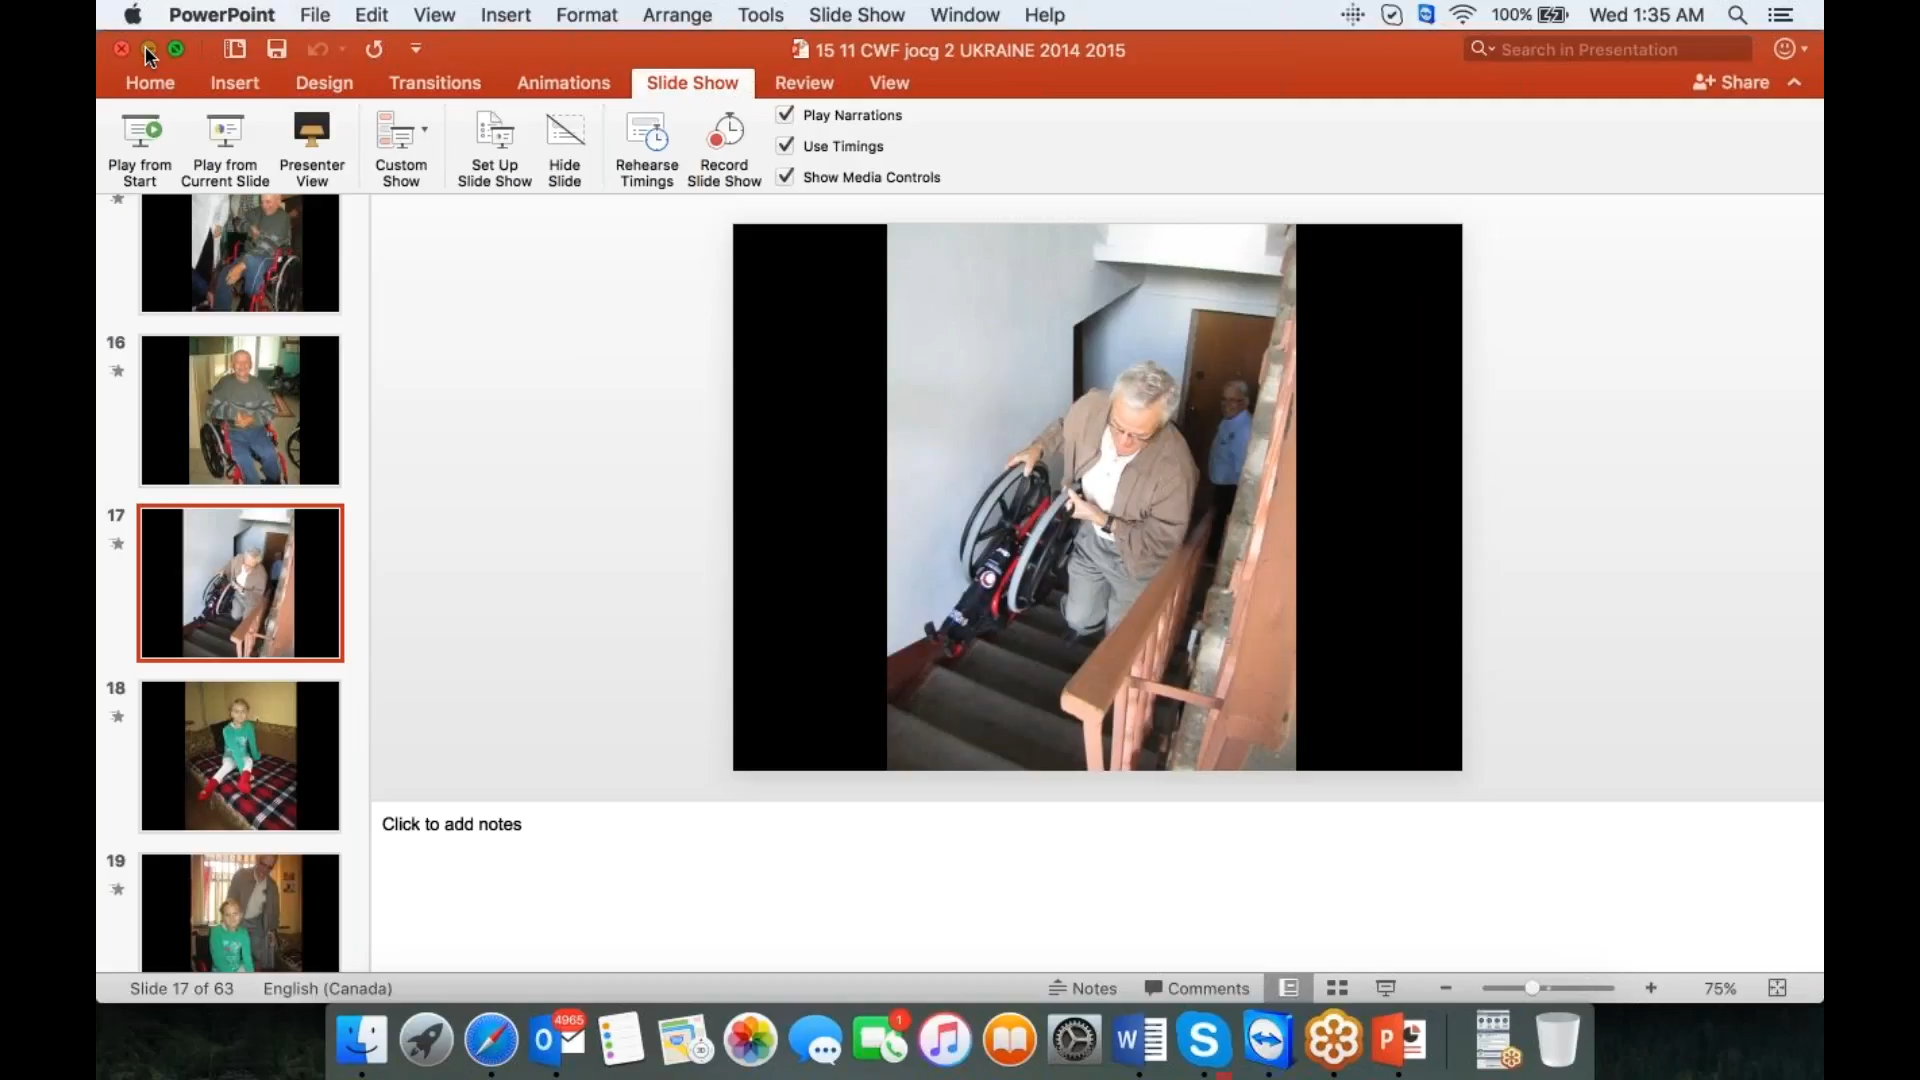 PowerPoint File Edit View Insert Format Arrange Tools Slide Show Window Help 100% Wed 1:35 AM
15 11 CWF jocg 2 UKRAINE 2014 2015
Search in Presentation
Home Insert Design Transitions Animations Slide Show Review View Share
Play from Start
Play from Current Slide
Presenter View
Custom Show
Set Up Slide Show
Hide Slide
Rehearse Timings
Record Slide Show
Play Narrations
Use Timings
Show Media Controls
16
17
18
19
Click to add notes
Slide 17 of 63 English (Canada) Notes Comments 75%
4965
1